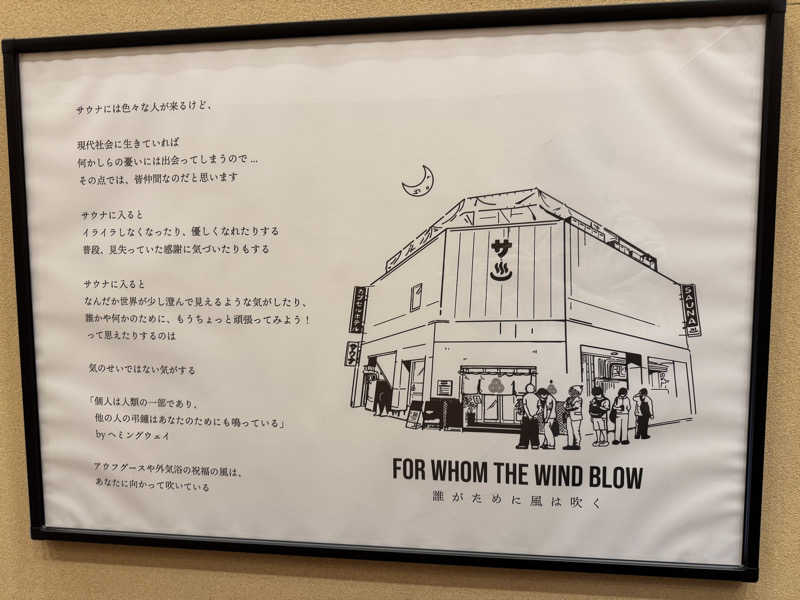 サウナには色々な人が来るけど、
現代社会に生きていれば
何かしらの憂いには出会ってしまうので...
その点では、皆仲間なのだと思います
サウナに入ると
イライラしなくなったり、優しくなれたりする
普段、見失っていた感謝に気づいたりもする
サウナに入ると
なんだか世界が少し澄んで見えるような気がしたり、
誰かや何かのために、もうちょっと頑張ってみよう！
って思えたりするのは
気のせいではない気がする
「個人は人類の一部であり、
他の人の弔鐘はあなたのためにも鳴っている」
byヘミングウェイ
アウフグースや外気浴の祝福の風は、
あなたに向かって吹いている
サ
カプセルホテル
サウナ
SAUNA
FOR WHOM THE WIND BLOW
誰がために風は吹く